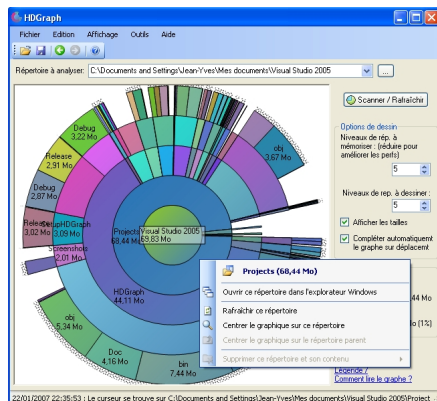 HDGraph
Fichier Edition Affichage Outils Aide
Répertoire à analyser: C:\Documents and Settings\Jean-Yves\Mes documents\Visual Studio 2005 ...
Scanner / Rafraîchir
Options de dessin
Niveaux de rép. à
mémoriser : (réduire pour
améliorer les perfs)
5
Niveaux de rep. à dessiner :
5
Afficher les tailles
Compléter automatiquement
le graphe sur déplacent
Debug
3,22 Mo
Release
2,91 Mo
Debug
2,87 Mo
Release
3,02 Mo
SetupHDGraph
3,09 Mo
Screenshots
2,01 Mo
obj
3,67 Mo
Projects
68,44 Mo
Visual Studio 2005
69,83 Mo
HDGraph
44,11 Mo
obj
5,34 Mo
Doc
4,16 Mo
bin
7,44 Mo
Projects (68,44 Mo)
Ouvrir ce répertoire dans l'explorateur Windows
Rafraîchir ce répertoire
Centrer le graphique sur ce répertoire
Centrer le graphique sur le répertoire parent
Supprimer ce répertoire et son contenu
44 Mo
Mo (1%)
Légende /
Comment lire le graphe ?
22/01/2007 22:35:53 : Le curseur se trouve sur C:\Documents and Settings\Jean-Yves\Mes documents\Visual Studio 2005\Project